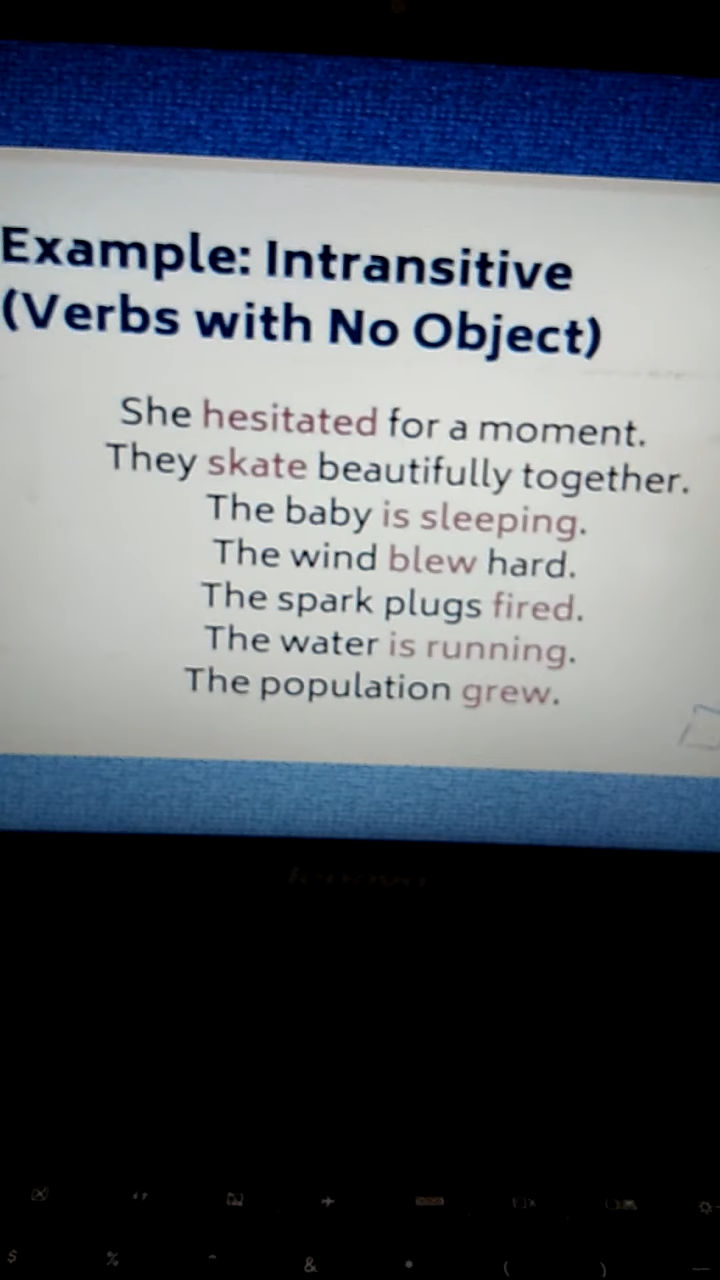 Example: Intransitive
(Verbs with No Object)
She hesitated for a moment.
They skate beautifully together.
The baby is sleeping.
The wind blew hard.
The spark plugs fired.
The water is running.
The population grew.
lenovo
$ % & ( )